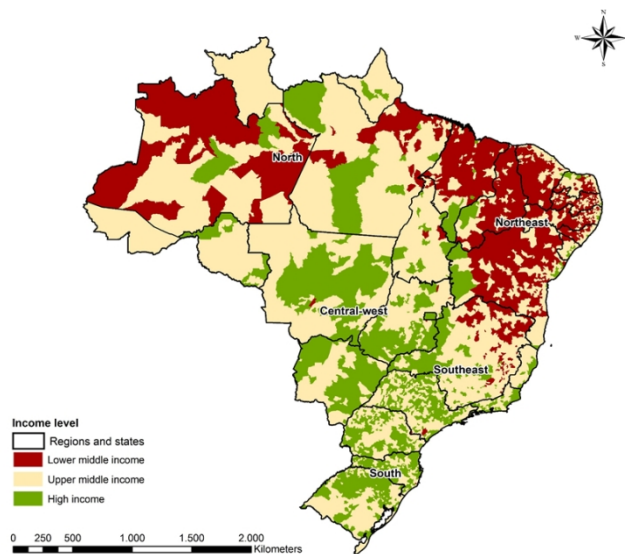 N
W
E
S
North
Northeast
Central-west
Southeast
South
Income level
Regions and states
Lower middle income
Upper middle income
High income
0 250 500 1.000 1.500 2.000
Kilometers